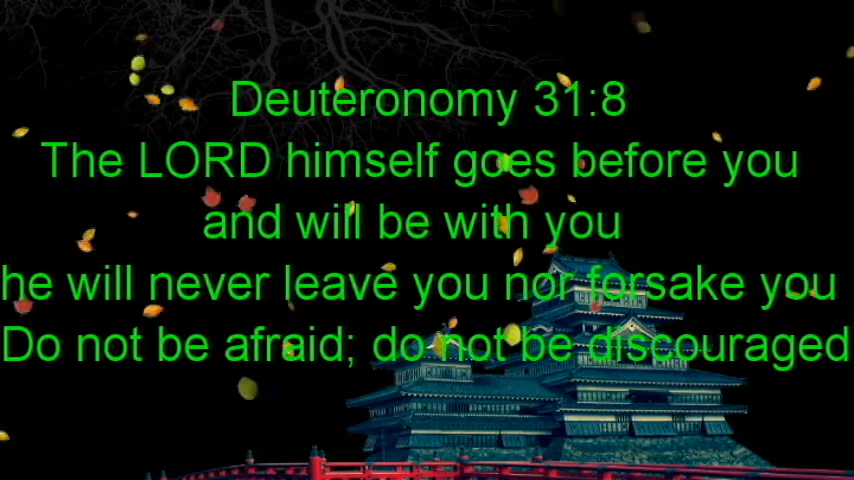 Deuteronomy 31:8
The LORD himself goes before you
and will be with you
he will never leave you nor forsake you
Do not be afraid; do not be discouraged